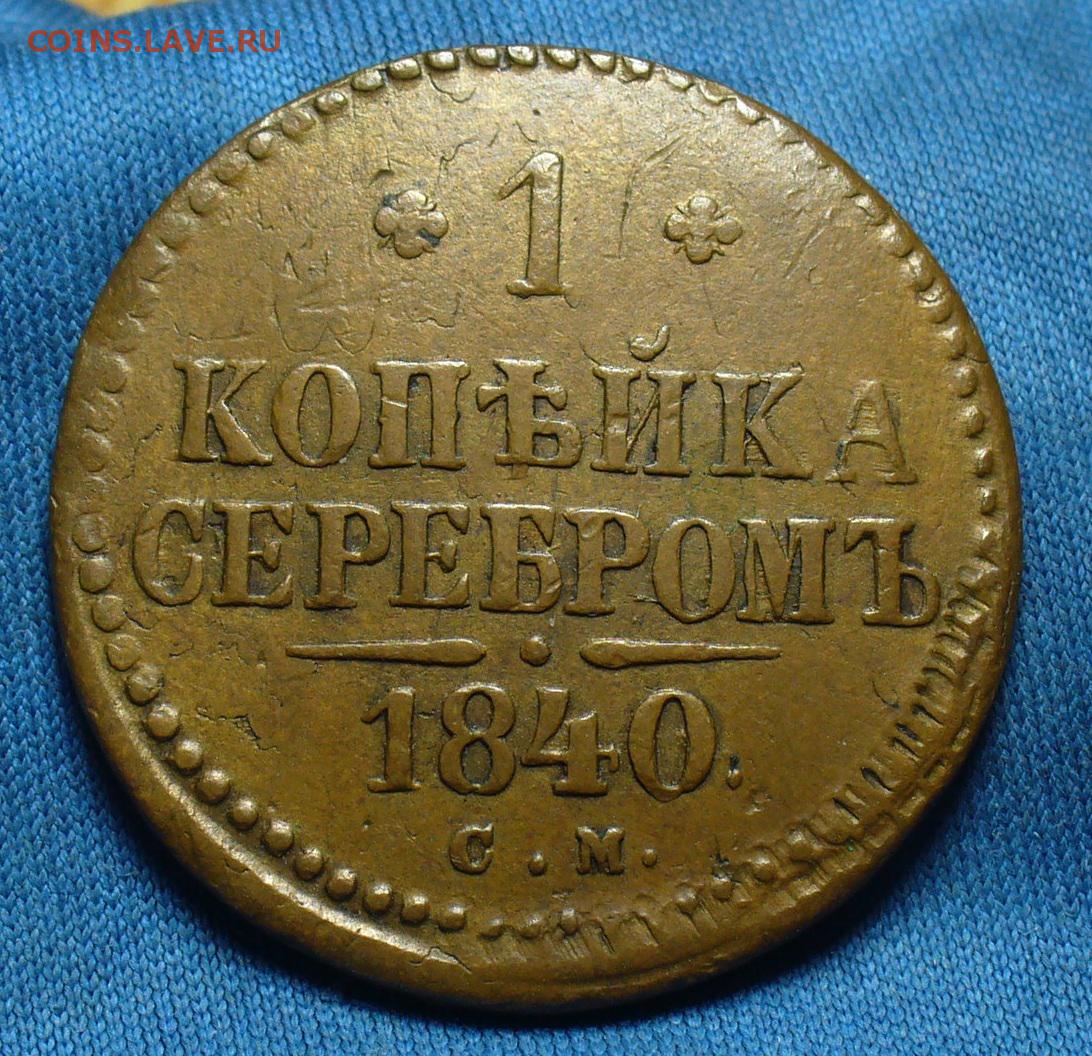 COINS.LAVE.RU
1
КОПѢЙКА
СЕРЕБРОМЪ
1840.
С. М.